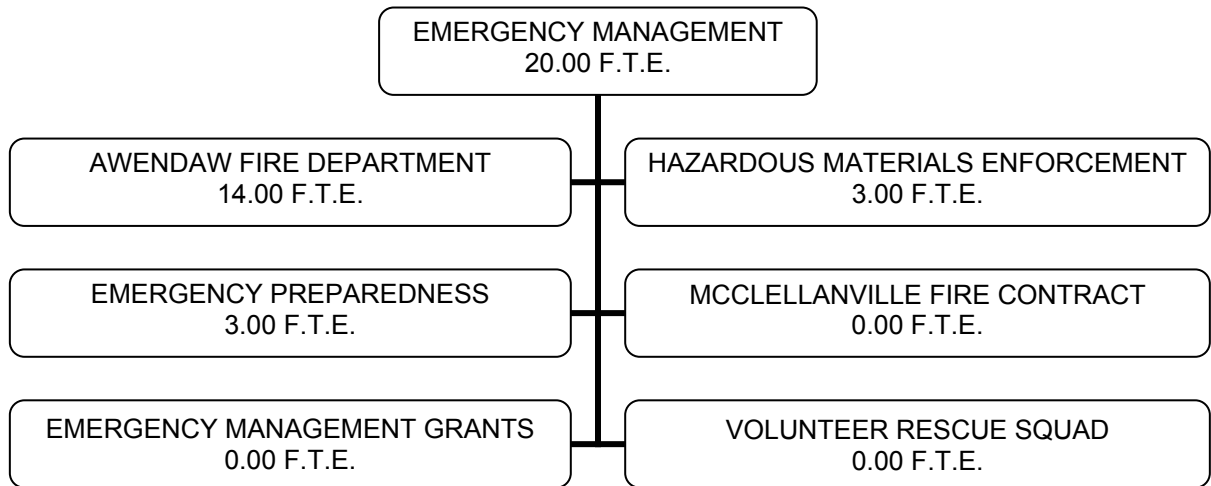 EMERGENCY MANAGEMENT
20.00 F.T.E.
AWENDAW FIRE DEPARTMENT
14.00 F.T.E.
HAZARDOUS MATERIALS ENFORCEMENT
3.00 F.T.E.
EMERGENCY PREPAREDNESS
3.00 F.T.E.
MCCLELLANVILLE FIRE CONTRACT
0.00 F.T.E.
EMERGENCY MANAGEMENT GRANTS
0.00 F.T.E.
VOLUNTEER RESCUE SQUAD
0.00 F.T.E.